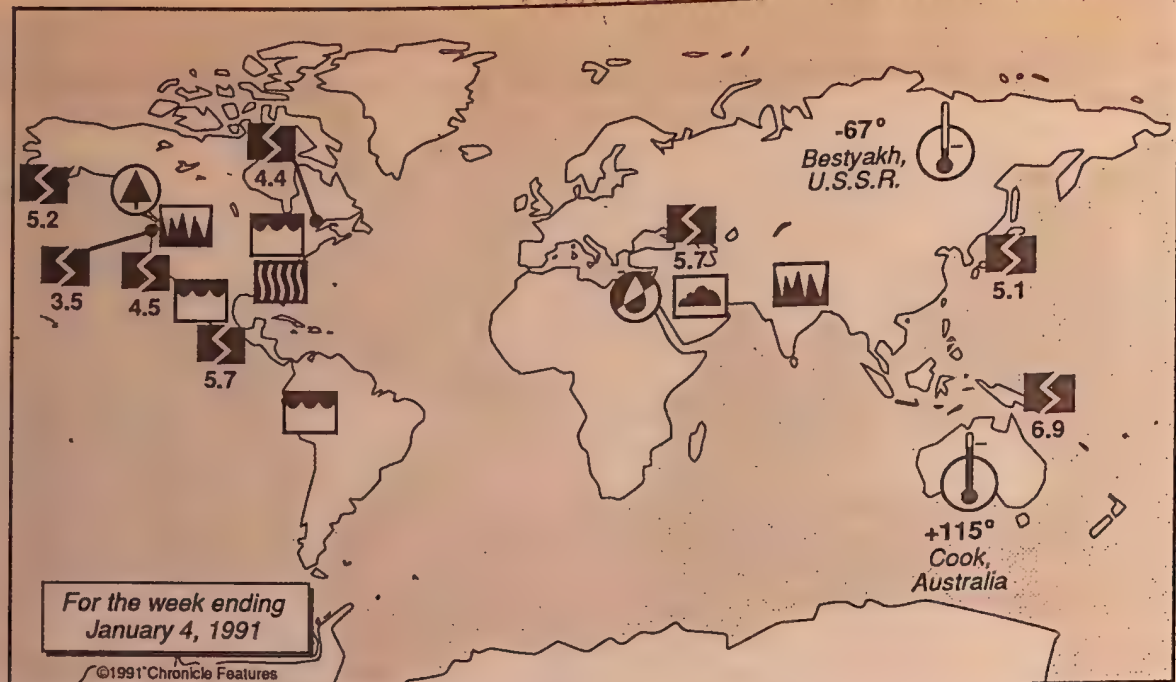 -67°
Bestyakh,
U.S.S.R.
4.4
5.2
5.7
5.1
3.5
4.5
5.7
6.9
+115°
Cook,
Australia
For the week ending
January 4, 1991
©1991 Chronicle Features